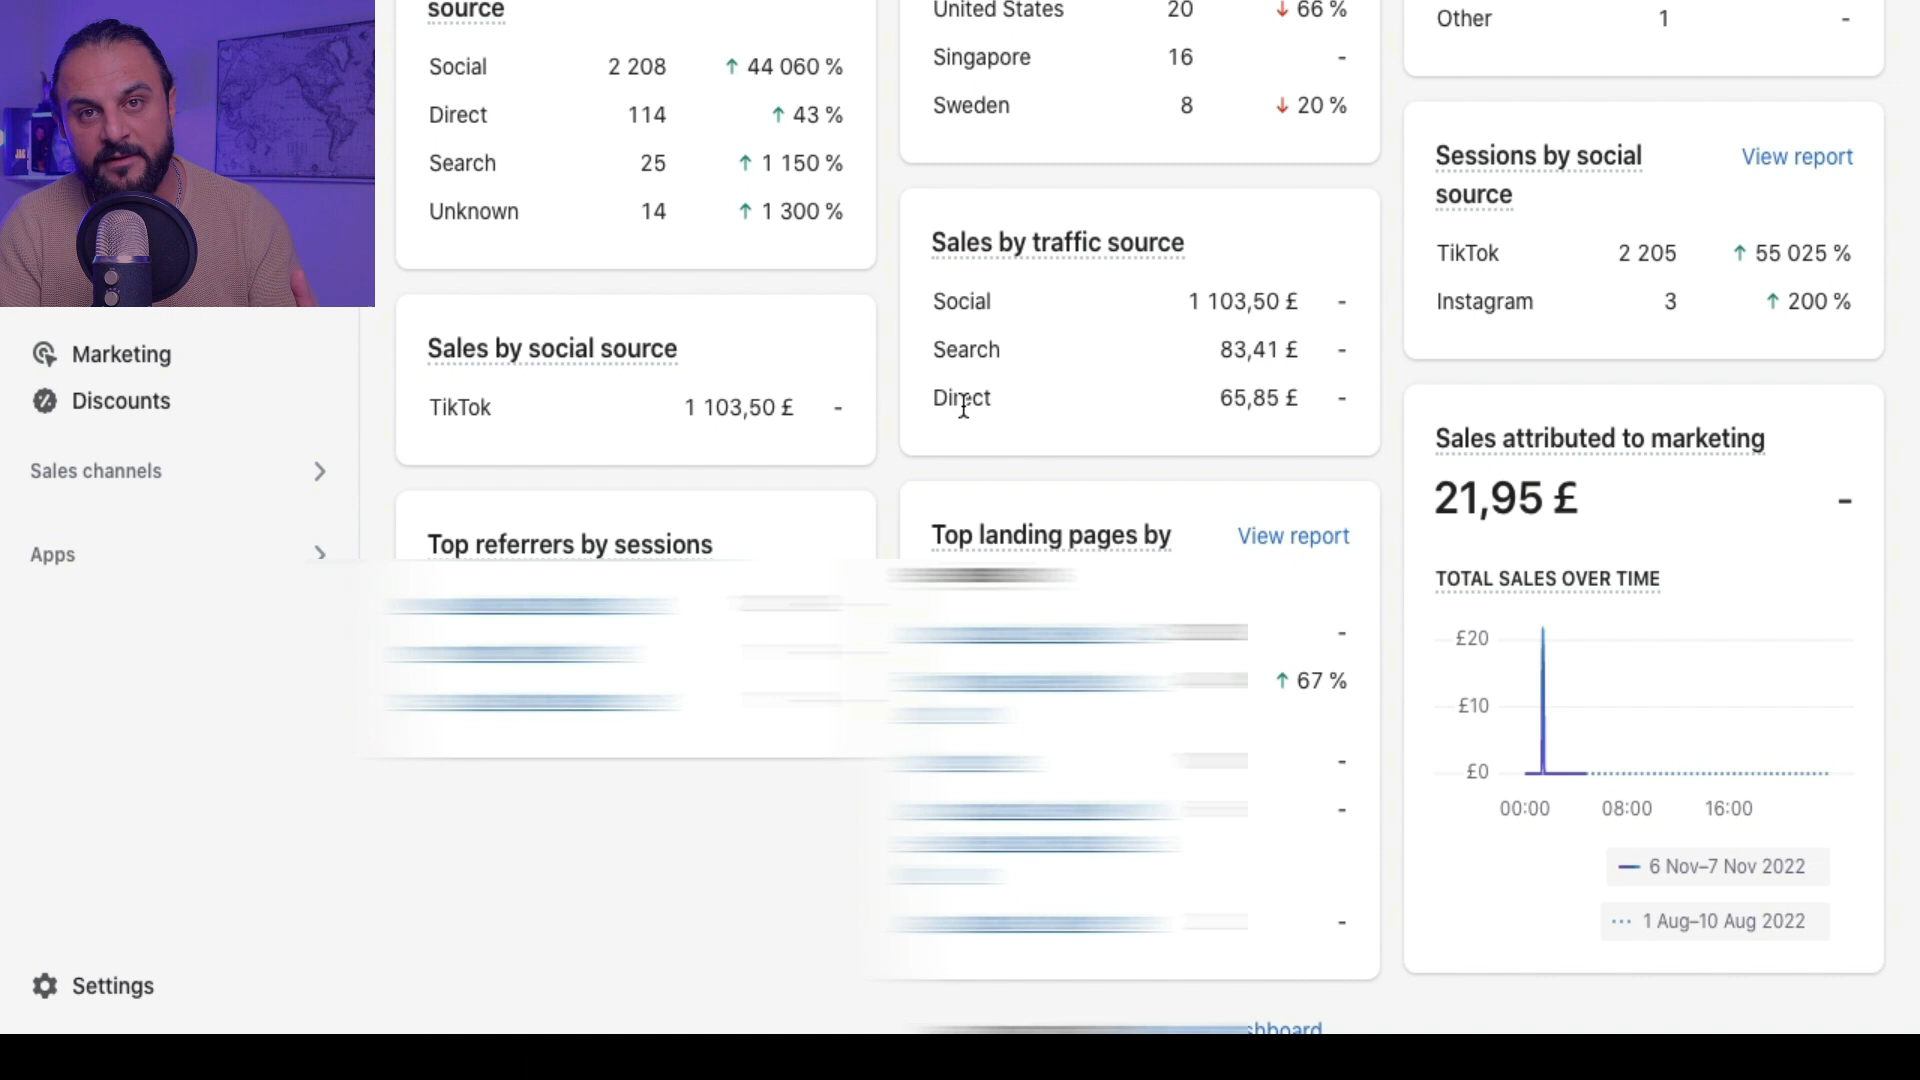 source
Social 2 208 ↑ 44 060 %
Direct 114 ↑ 43 %
Search 25 ↑ 1 150 %
Unknown 14 ↑ 1 300 %
Marketing
Discounts
Sales channels
Apps
Settings
Sales by social source
TikTok 1 103,50 £ -
Top referrers by sessions
United States 20 ↓ 66 %
Singapore 16 -
Sweden 8 ↓ 20 %
Sales by traffic source
Social 1 103,50 £ -
Search 83,41 £ -
Direct 65,85 £ -
Top landing pages by View report
-
↑ 67 %
-
-
-
Other 1 -
Sessions by social View report
source
TikTok 2 205 ↑ 55 025 %
Instagram 3 ↑ 200 %
Sales attributed to marketing
21,95 £ -
TOTAL SALES OVER TIME
£20
£10
£0
00:00 08:00 16:00
6 Nov–7 Nov 2022
1 Aug–10 Aug 2022